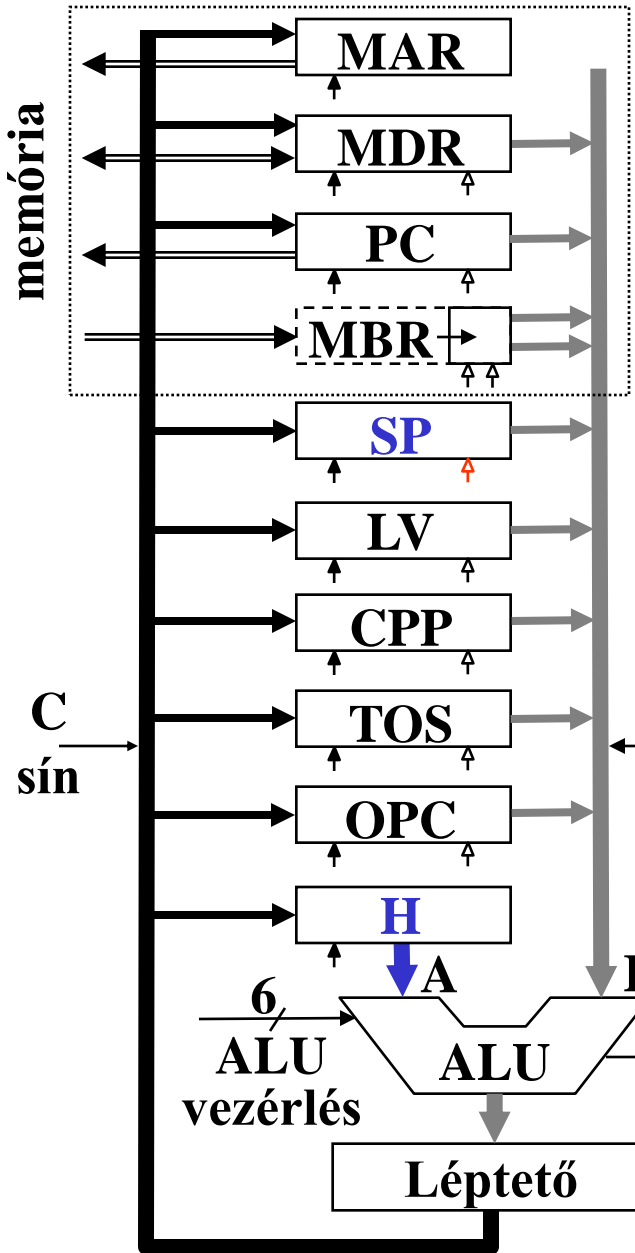 MAR
MDR
memória
PC
MBR
SP
LV
CPP
C
sín
TOS
OPC
H
A
6
ALU
vezérlés
ALU
Léptető